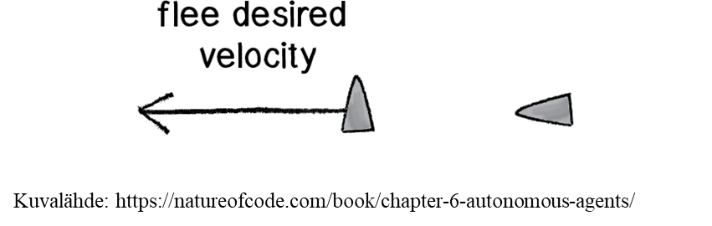 flee desired
velocity
Kuvalähde: https://natureofcode.com/book/chapter-6-autonomous-agents/